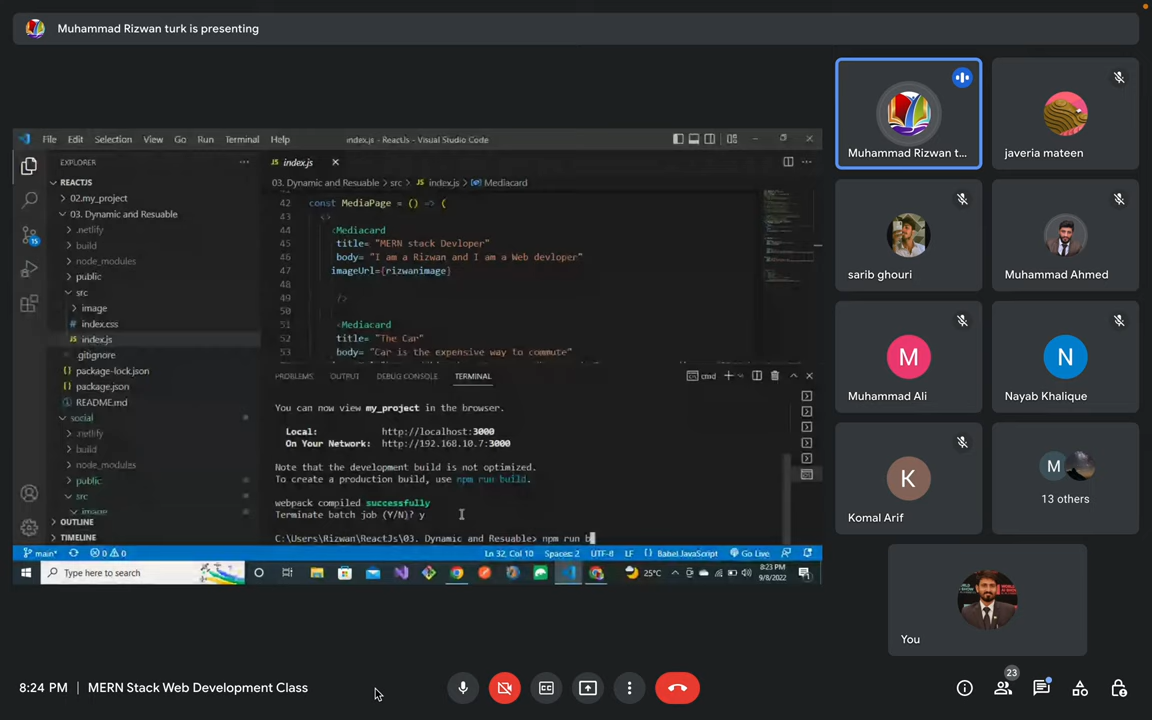 Muhammad Rizwan turk is presenting
File Edit Selection View Go Run Terminal Help
index.js - ReactJs - Visual Studio Code
EXPLORER
REACTJS
02.my_project
03. Dynamic and Resuable
.netlify
build
node_modules
public
src
image
index.css
index.js
.gitignore
package-lock.json
package.json
README.md
social
.netlify
build
node_modules
public
src
OUTLINE
TIMELINE
index.js
03. Dynamic and Resuable > src > index.js > Mediacard
42 const MediaPage = () => (
43 <>
44 <Mediacard
45 title= "MERN stack Devloper"
46 body= "I am a Rizwan and I am a Web devloper"
47 imageUrl={rizwanimage}
48
49 />
50
51 <Mediacard
52 title= "The Car"
53 body= "Car is the expensive way to commute"
PROBLEMS OUTPUT DEBUG CONSOLE TERMINAL
cmd
You can now view my_project in the browser.
Local: http://localhost:3000
On Your Network: http://192.168.10.7:3000
Note that the development build is not optimized.
To create a production build, use npm run build.
webpack compiled successfully
Terminate batch job (Y/N)? y
C:\Users\Rizwan\ReactJs\03. Dynamic and Resuable> npm run b
15
main* 0 0
Ln 32, Col 10 Spaces: 2 UTF-8 LF BabelJavaScript Go Live
Type here to search
25°C
8:23 PM
9/8/2022
Muhammad Rizwan t...
javeria mateen
sarib ghouri
Muhammad Ahmed
M
Muhammad Ali
N
Nayab Khalique
K
Komal Arif
M
13 others
You
8:24 PM | MERN Stack Web Development Class
23